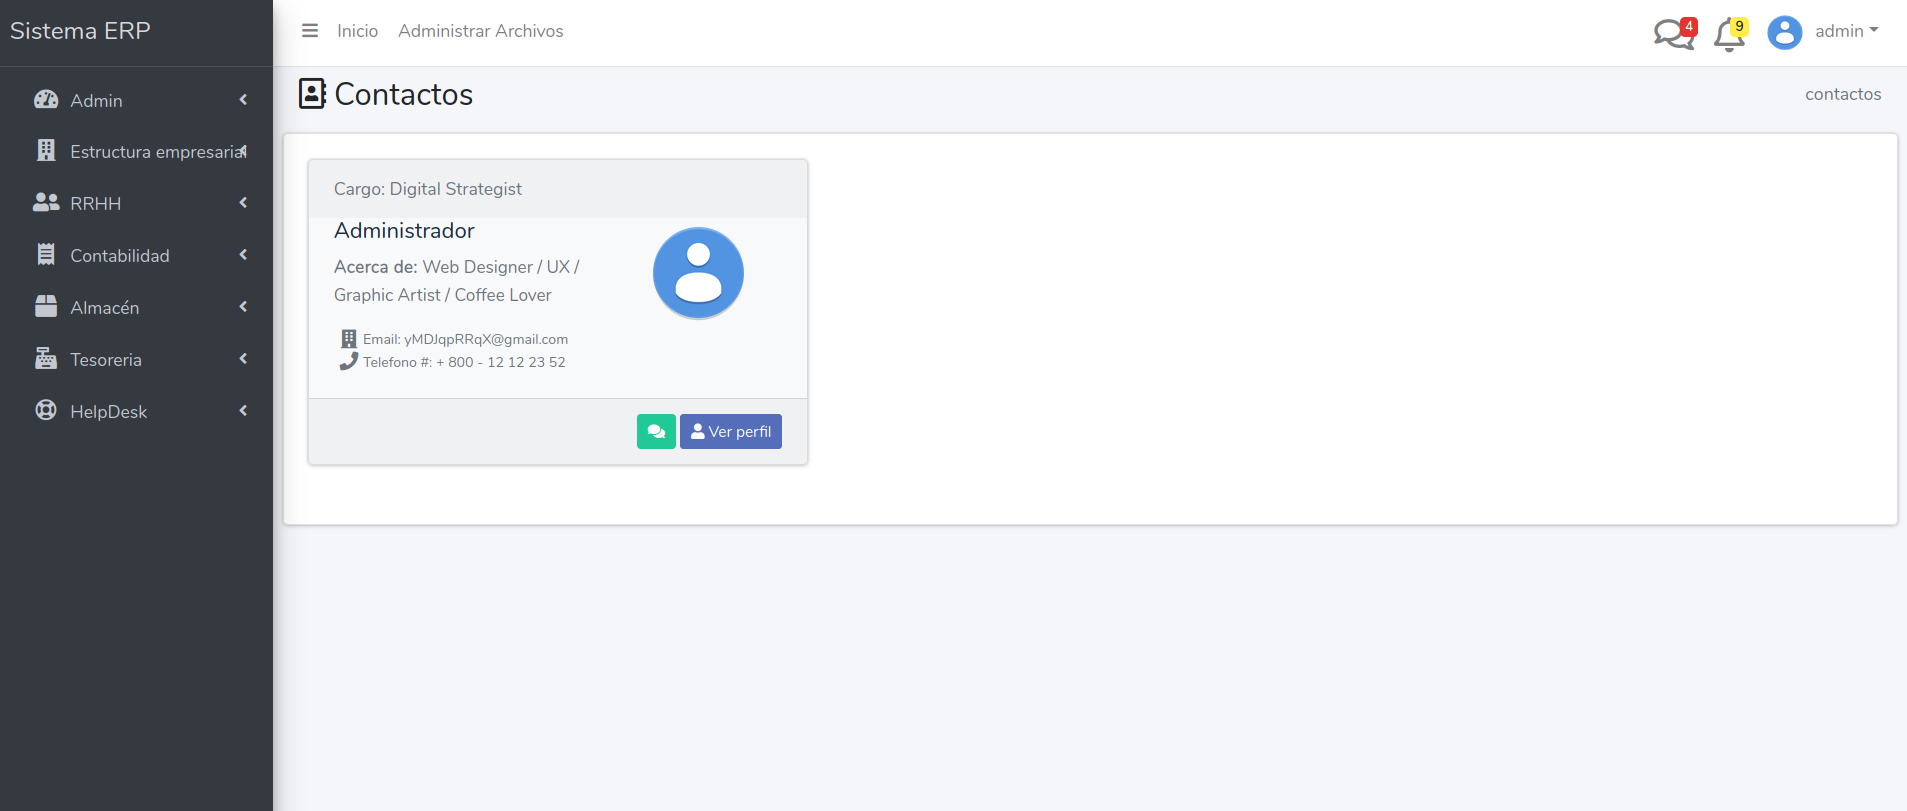 Sistema ERP
Inicio
Administrar Archivos
4
9
admin
Admin
Estructura empresarial
RRHH
Contabilidad
Almacén
Tesoreria
HelpDesk
Contactos
contactos
Cargo: Digital Strategist
Administrador
Acerca de: Web Designer / UX /
Graphic Artist / Coffee Lover
Email: yMDJqpRRqX@gmail.com
Telefono #: + 800 - 12 12 23 52
Ver perfil